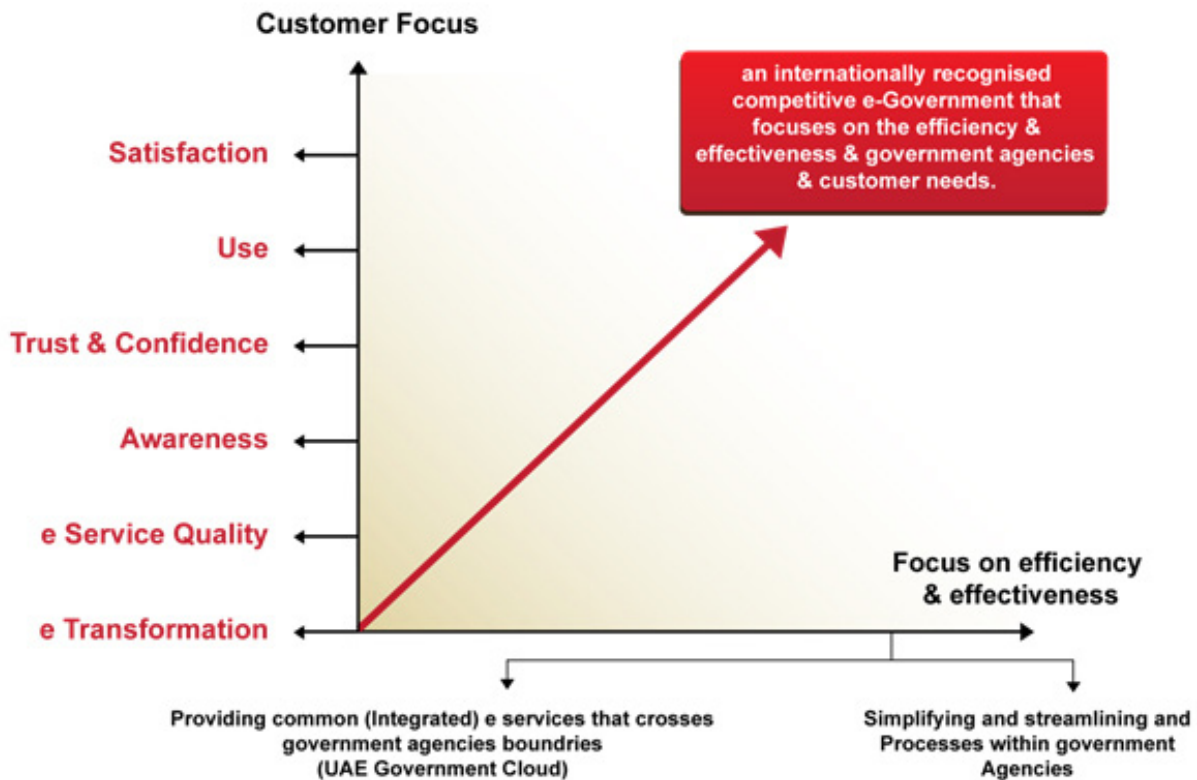 Customer Focus
an internationally recognised
competitive e-Government that
focuses on the efficiency &
effectiveness & government agencies
& customer needs.
Satisfaction
Use
Trust & Confidence
Awareness
e Service Quality
e Transformation
Focus on efficiency
& effectiveness
Providing common (Integrated) e services that crosses
government agencies boundries
(UAE Government Cloud)
Simplifying and streamlining and
Processes within government
Agencies